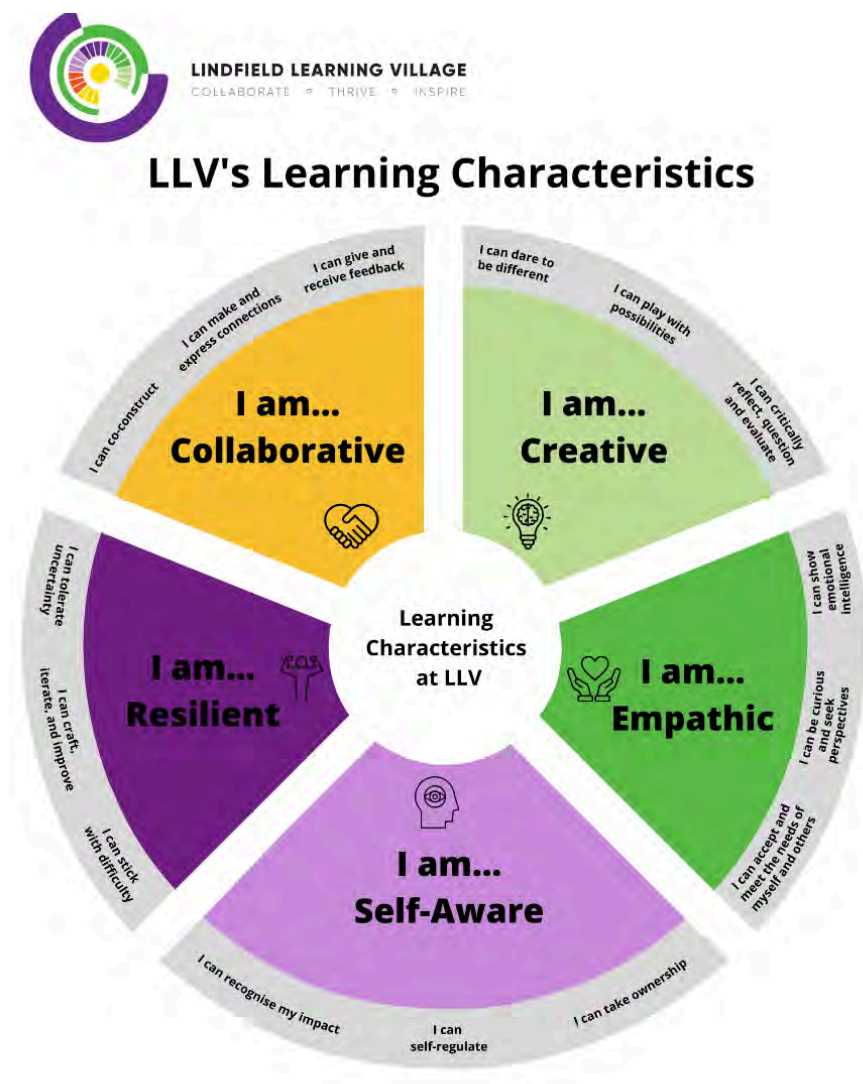 LINDFIELD LEARNING VILLAGE
COLLABORATE THRIVE INSPIRE
LLV's Learning Characteristics
I can co-construct
I can make and
express connections
I can give and
receive feedback
I am...
Collaborative
I can dare to
be different
I can play with
possibilities
I can critically
reflect, question
and evaluate
I am...
Creative
I can show
emotional
intelligence
I can be curious
and seek
perspectives
I can accept and
meet the needs of
myself and others
I am...
Empathic
I can recognise my impact
I can
self-regulate
I can take ownership
I am...
Self-Aware
I can tolerate
uncertainty
I can craft,
iterate, and improve
I can stick
with difficulty
I am...
Resilient
Learning
Characteristics
at LLV